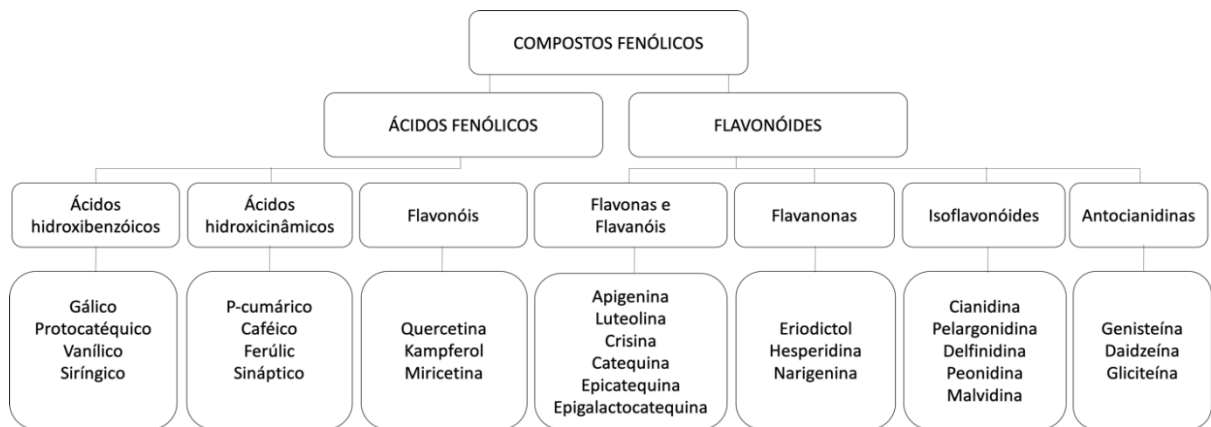 COMPOSTOS FENÓLICOS
ÁCIDOS FENÓLICOS
FLAVONÓIDES
Ácidos
hidroxibenzóicos
Ácidos
hidroxicinâmicos
Flavonóis
Flavonas e
Flavanóis
Flavanonas
Isoflavonóides
Antocianidinas
Gálico
Protocatéquico
Vanílico
Siríngico
P-cumárico
Caféico
Ferúlic
Sináptico
Quercetina
Kampferol
Miricetina
Apigenina
Luteolina
Crisina
Catequina
Epicatequina
Epigalactocatequina
Eriodictol
Hesperidina
Narigenina
Cianidina
Pelargonidina
Delfinidina
Peonidina
Malvidina
Genisteína
Daidzeína
Gliciteína